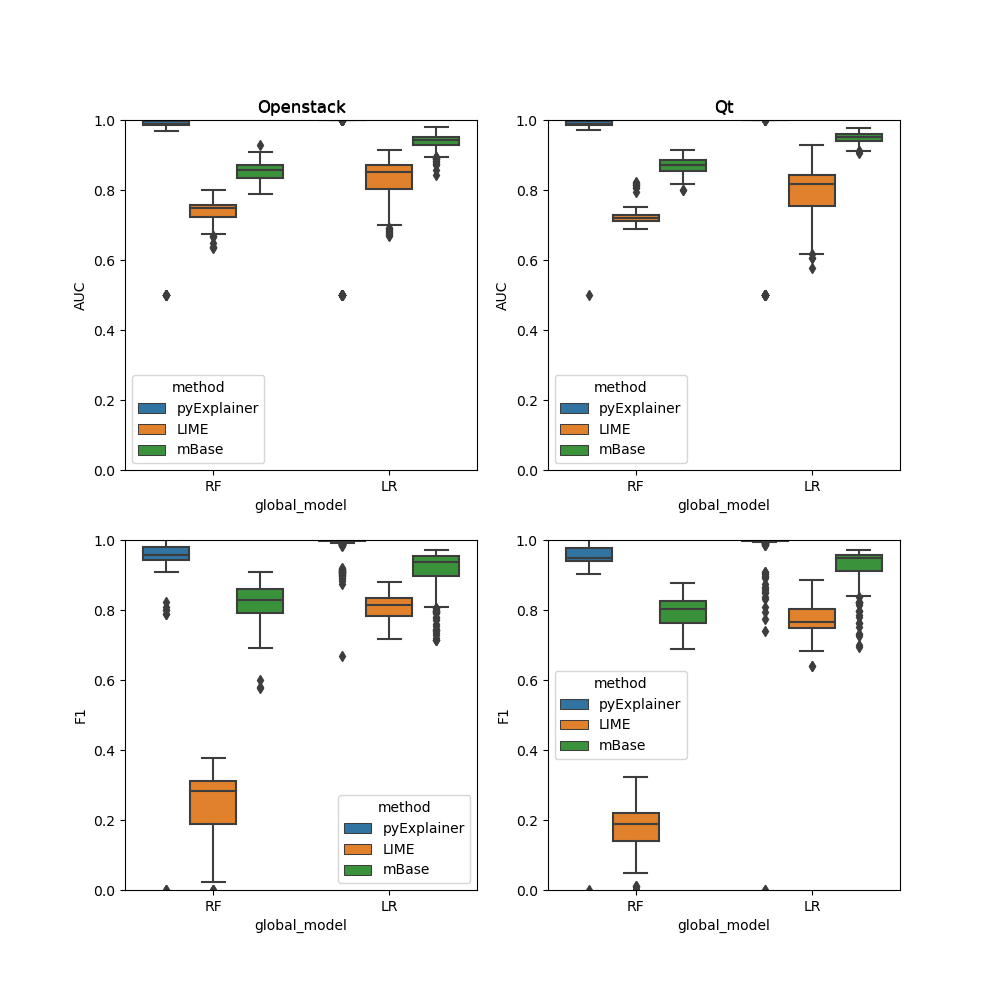 Openstack
1.0
0.8
0.6
0.4
0.2
0.0
AUC
method
pyExplainer
LIME
mBase
RF
LR
global_model
Qt
1.0
0.8
0.6
0.4
0.2
0.0
AUC
method
pyExplainer
LIME
mBase
RF
LR
global_model
1.0
0.8
0.6
0.4
0.2
0.0
F1
method
pyExplainer
LIME
mBase
RF
LR
global_model
1.0
0.8
0.6
0.4
0.2
0.0
F1
method
pyExplainer
LIME
mBase
RF
LR
global_model